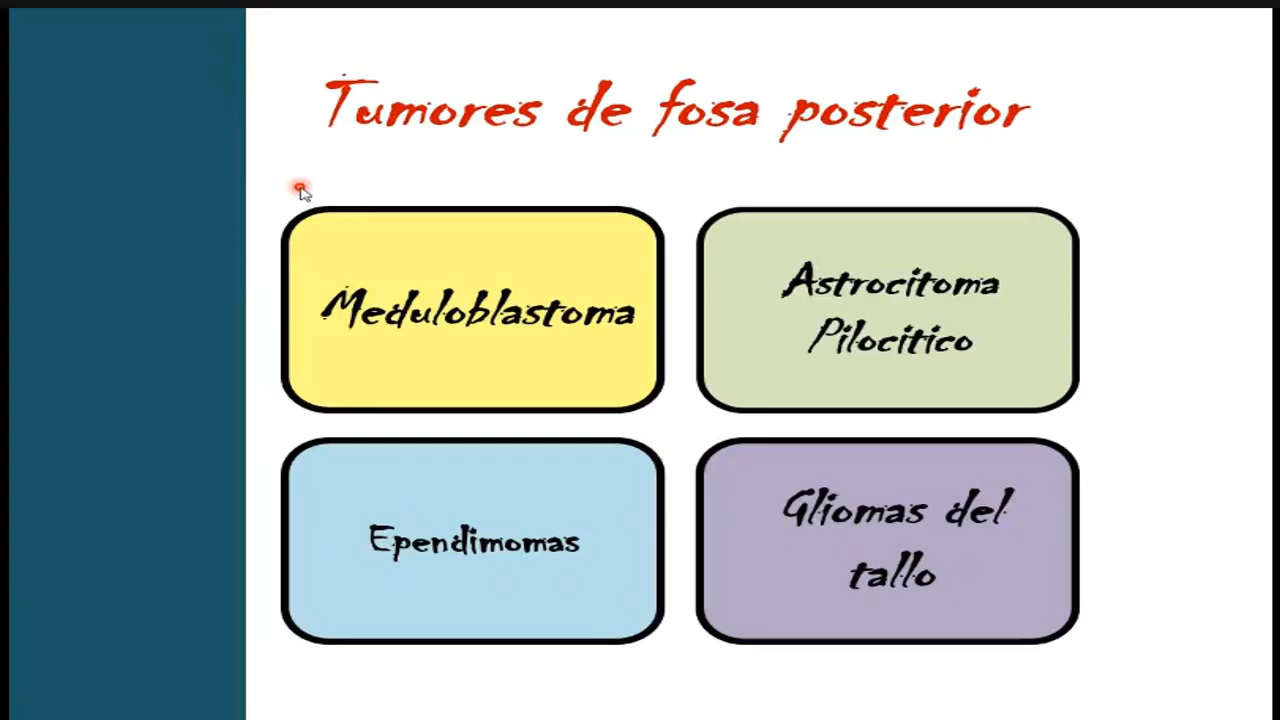 Tumores de fosa posterior
Meduloblastoma
Astrocitoma
Pilocitico
Ependimomas
Gliomas del
tallo